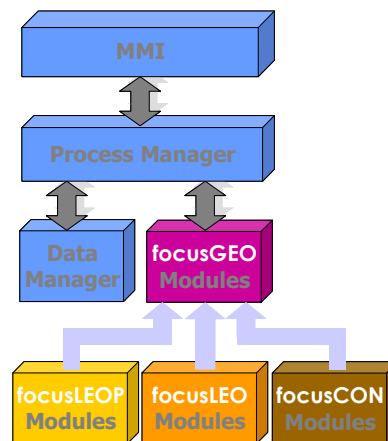 MMI
Process Manager
Data
Manager
focusGEO
Modules
focusLEOP
Modules
focusLEO
Modules
focusCON
Modules